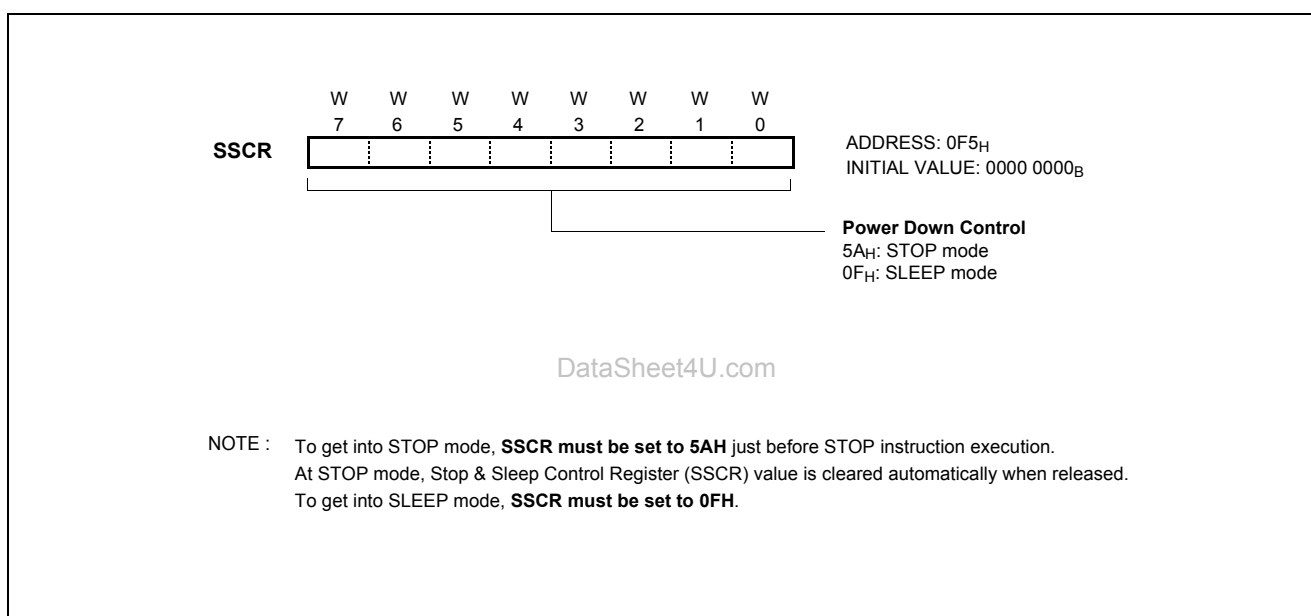 W W W W W W W W
7 6 5 4 3 2 1 0
SSCR
ADDRESS: 0F5H
INITIAL VALUE: 0000 0000B
Power Down Control
5AH: STOP mode
0FH: SLEEP mode
DataSheet4U.com
NOTE : To get into STOP mode, SSCR must be set to 5AH just before STOP instruction execution.
At STOP mode, Stop & Sleep Control Register (SSCR) value is cleared automatically when released.
To get into SLEEP mode, SSCR must be set to 0FH.